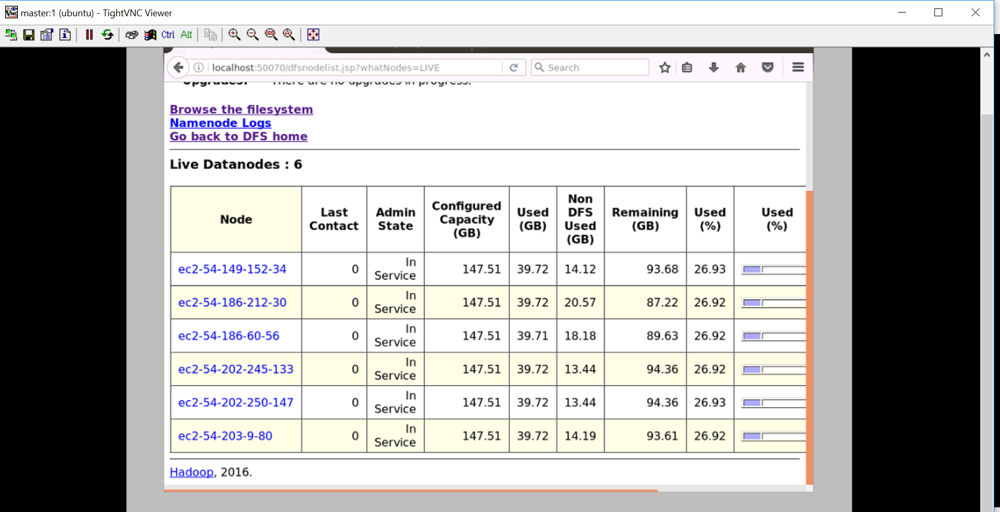 master:1 (ubuntu) - TightVNC Viewer
Ctrl Alt
localhost:50070/dfsnodelist.jsp?whatNodes=LIVE
Search
Upgrades: There are no upgrades in progress.
Browse the filesystem
Namenode Logs
Go back to DFS home
Live Datanodes : 6
Node Last Contact Admin State Configured Capacity (GB) Used (GB) Non DFS Used (GB) Remaining (GB) Used (%) Used (%)
ec2-54-149-152-34 0 In Service 147.51 39.72 14.12 93.68 26.93
ec2-54-186-212-30 0 In Service 147.51 39.72 20.57 87.22 26.92
ec2-54-186-60-56 0 In Service 147.51 39.71 18.18 89.63 26.92
ec2-54-202-245-133 0 In Service 147.51 39.72 13.44 94.36 26.92
ec2-54-202-250-147 0 In Service 147.51 39.72 13.44 94.36 26.93
ec2-54-203-9-80 0 In Service 147.51 39.72 14.19 93.61 26.92
Hadoop, 2016.